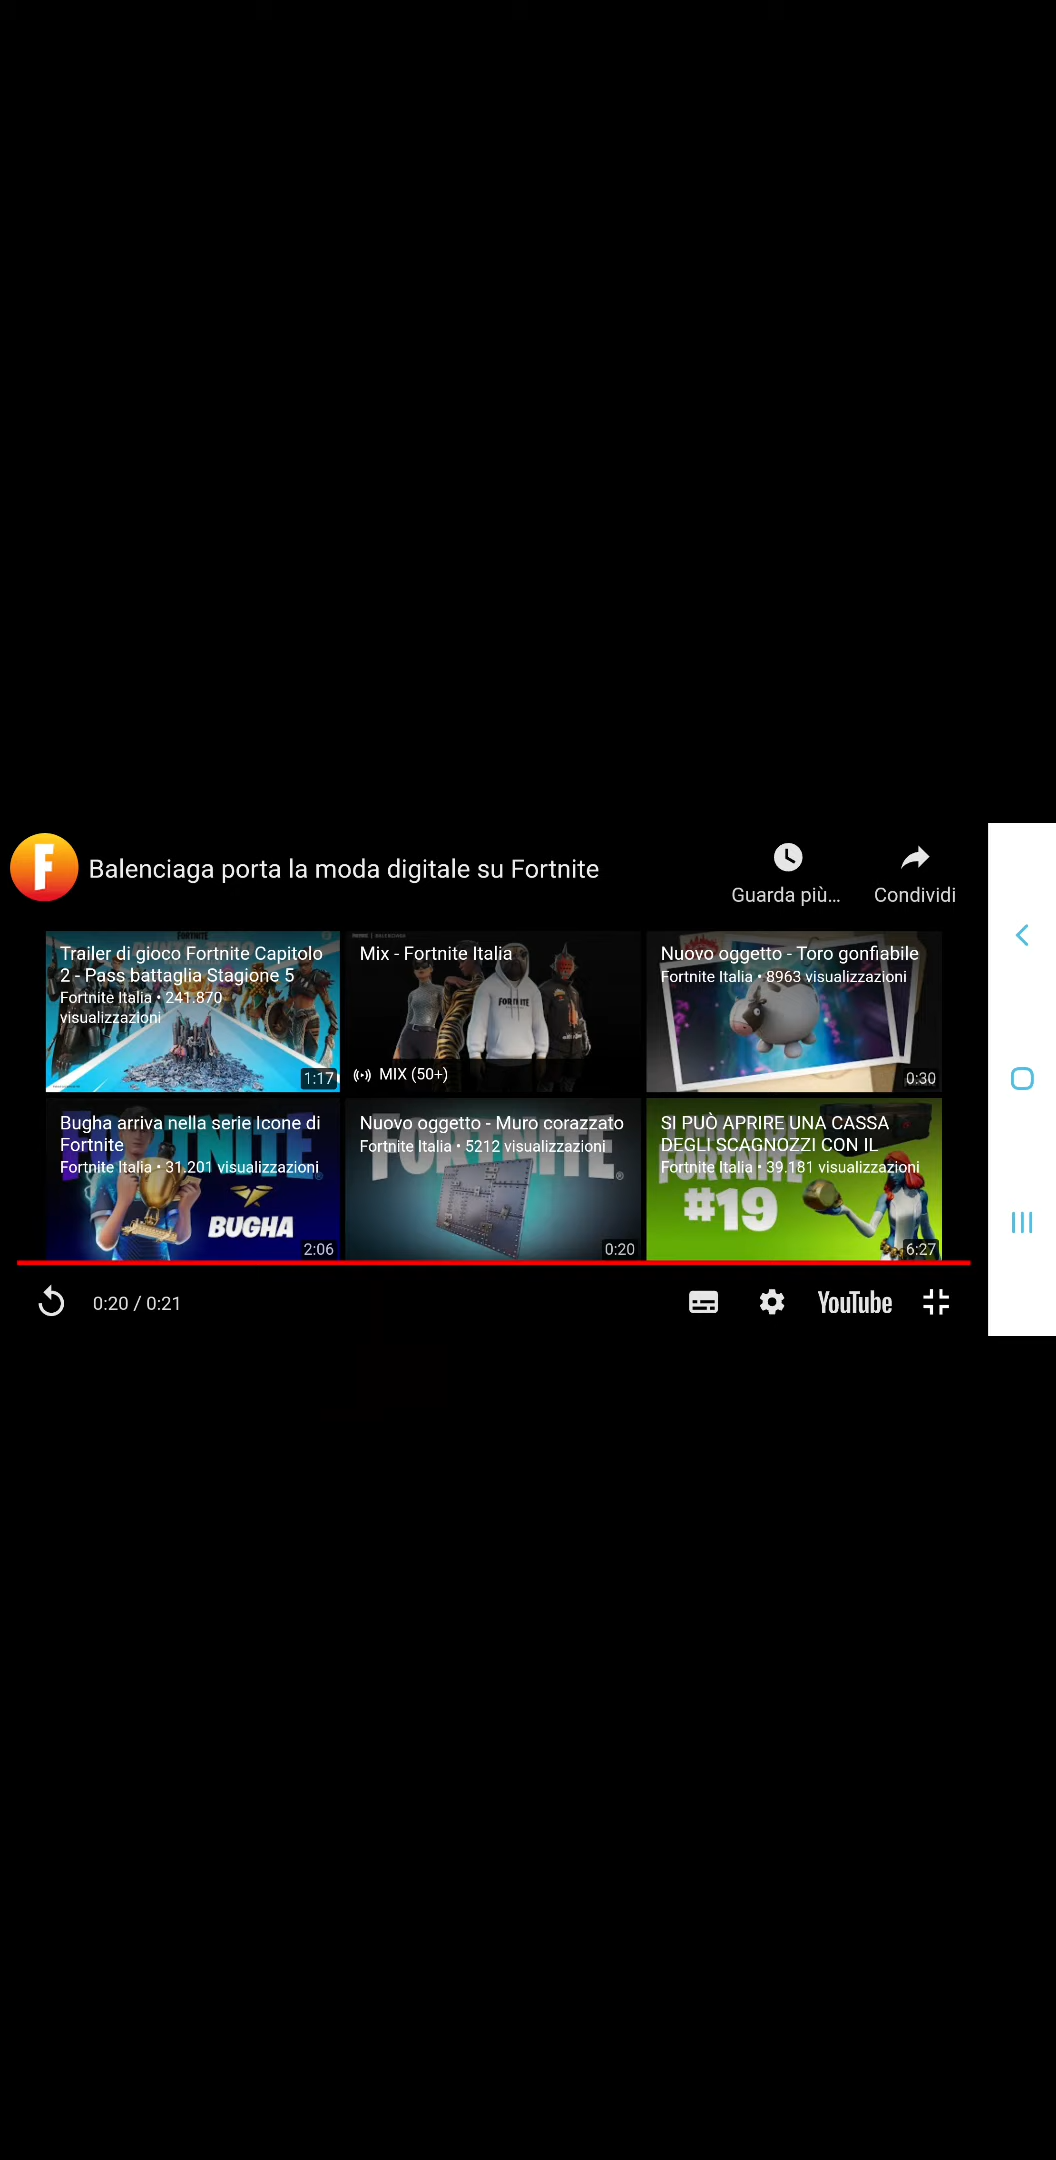 Balenciaga porta la moda digitale su Fortnite
Guarda più...
Condividi
Trailer di gioco Fortnite Capitolo
2 - Pass battaglia Stagione 5
Fortnite Italia • 241.870
visualizzazioni
1:17
Mix - Fortnite Italia
FORTNITE
MIX (50+)
Nuovo oggetto - Toro gonfiabile
Fortnite Italia • 8963 visualizzazioni
0:30
Bugha arriva nella serie Icone di
Fortnite
Fortnite Italia • 31.201 visualizzazioni
FORTNITE
BUGHA
2:06
Nuovo oggetto - Muro corazzato
Fortnite Italia • 5212 visualizzazioni
FORTNITE
0:20
SI PUÒ APRIRE UNA CASSA
DEGLI SCAGNOZZI CON IL
Fortnite Italia • 39.181 visualizzazioni
FORTNITE
#19
6:27
0:20 / 0:21
YouTube